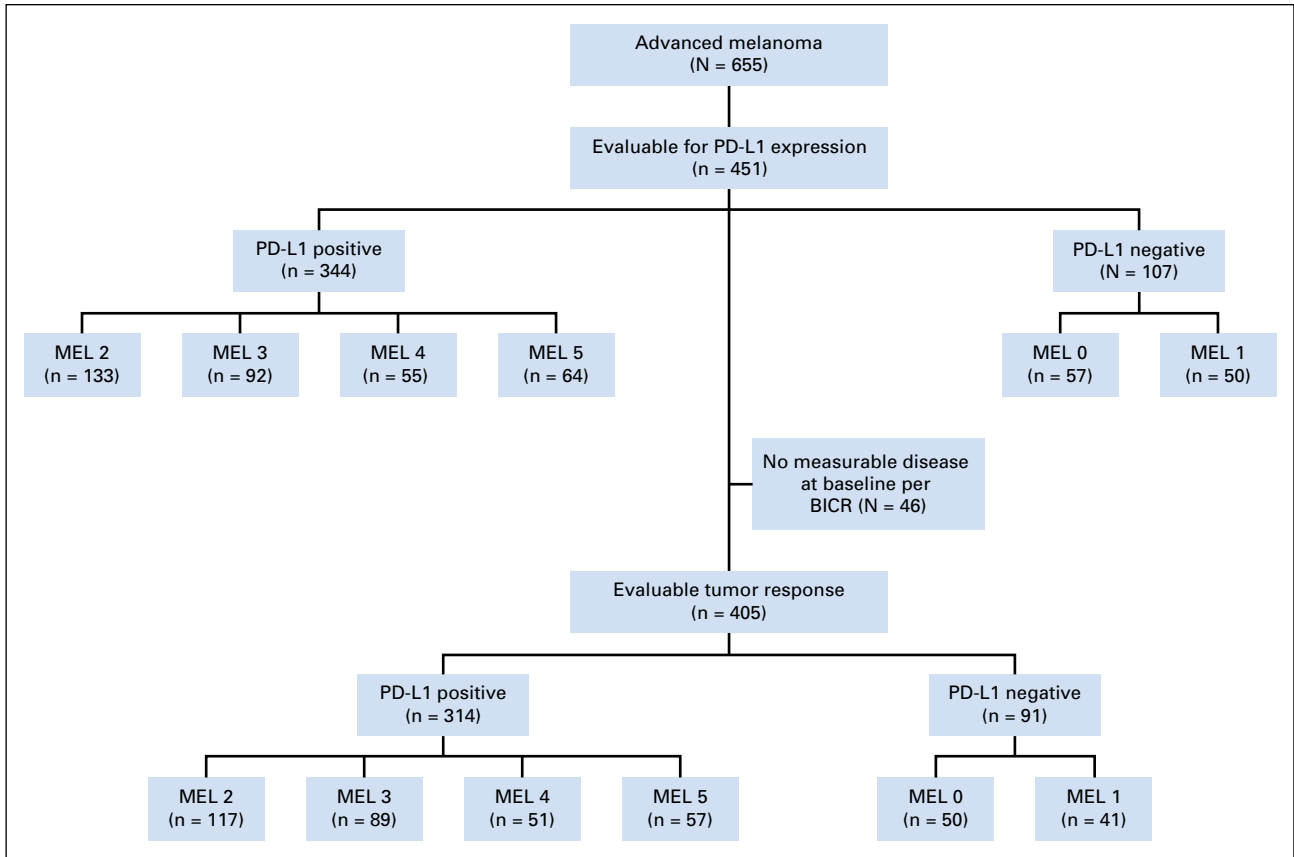 Advanced melanoma
(N = 655)
Evaluable for PD-L1 expression
(n = 451)
PD-L1 positive
(n = 344)
PD-L1 negative
(N = 107)
MEL 2
(n = 133)
MEL 3
(n = 92)
MEL 4
(n = 55)
MEL 5
(n = 64)
MEL 0
(n = 57)
MEL 1
(n = 50)
No measurable disease
at baseline per
BICR (N = 46)
Evaluable tumor response
(n = 405)
PD-L1 positive
(n = 314)
PD-L1 negative
(n = 91)
MEL 2
(n = 117)
MEL 3
(n = 89)
MEL 4
(n = 51)
MEL 5
(n = 57)
MEL 0
(n = 50)
MEL 1
(n = 41)